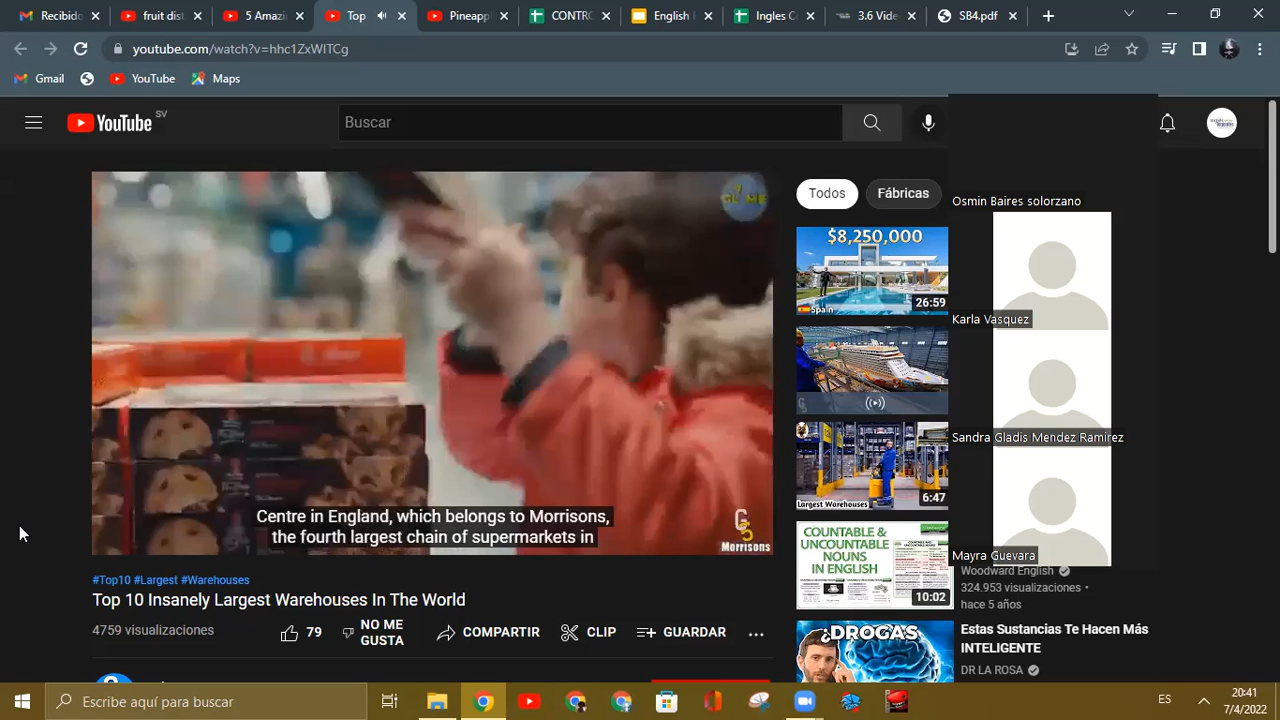 Recibido
fruit dist
5 Amazi
Top
Pineappl
CONTRO
English F
Ingles Co
3.6 Vide
SB4.pdf
youtube.com/watch?v=hhc1ZxWITCg
Gmail
YouTube
Maps
YouTube SV
Buscar
Todos
Fábricas
Osmin Baires solorzano
$8,250,000
Spain
26:59
Karla Vasquez
Sandra Gladis Mendez Ramirez
6:47
Largest Warehouses
Centre in England, which belongs to Morrisons,
the fourth largest chain of supermarkets in
Morrisons
COUNTABLE &
UNCOUNTABLE
NOUNS
IN ENGLISH
10:02
Mayra Guevara
Woodward English
324,953 visualizaciones •
hace 5 años
#Top10 #Largest #Warehouses
Top 10 Insanely Largest Warehouses In The World
4759 visualizaciones
79
NO ME
GUSTA
COMPARTIR
CLIP
GUARDAR
¿DROGAS
Estas Sustancias Te Hacen Más
INTELIGENTE
DR LA ROSA
Escribe aquí para buscar
ES
20:41
7/4/2022